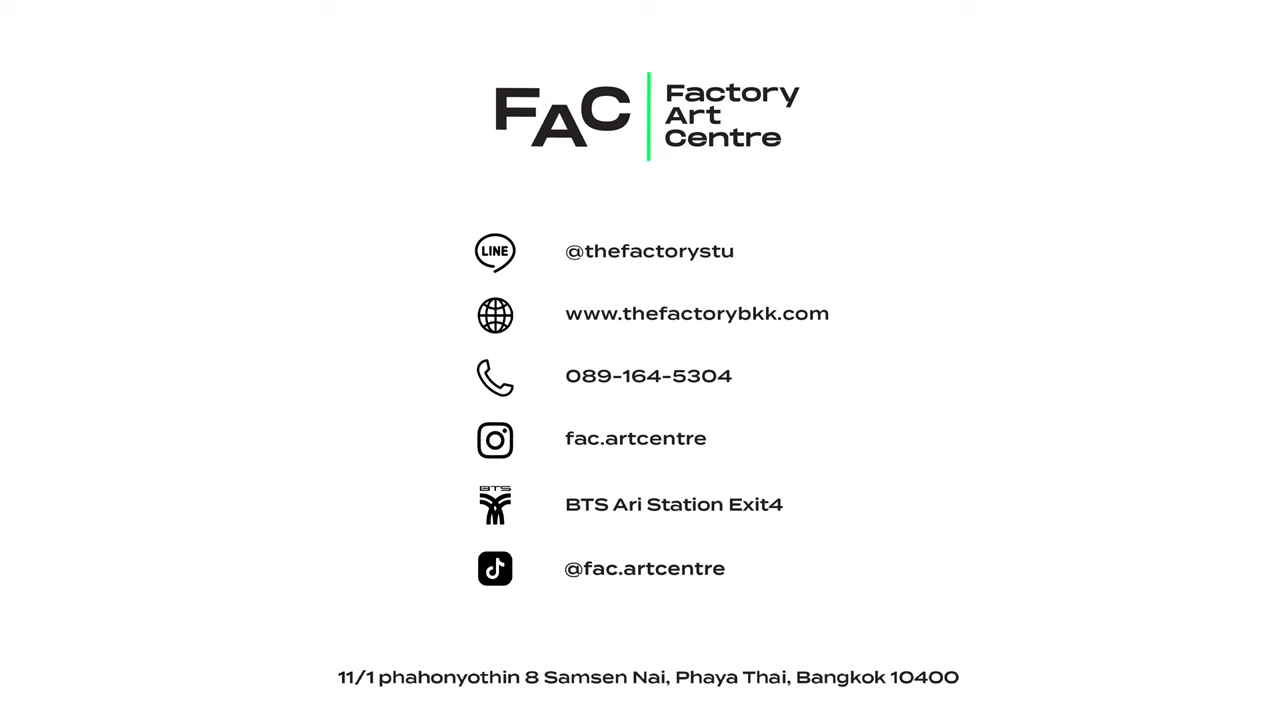 FAC
Factory
Art
Centre
LINE
@thefactorystu
www.thefactorybkk.com
089-164-5304
fac.artcentre
BTS
BTS Ari Station Exit4
@fac.artcentre
11/1 phahonyothin 8 Samsen Nai, Phaya Thai, Bangkok 10400